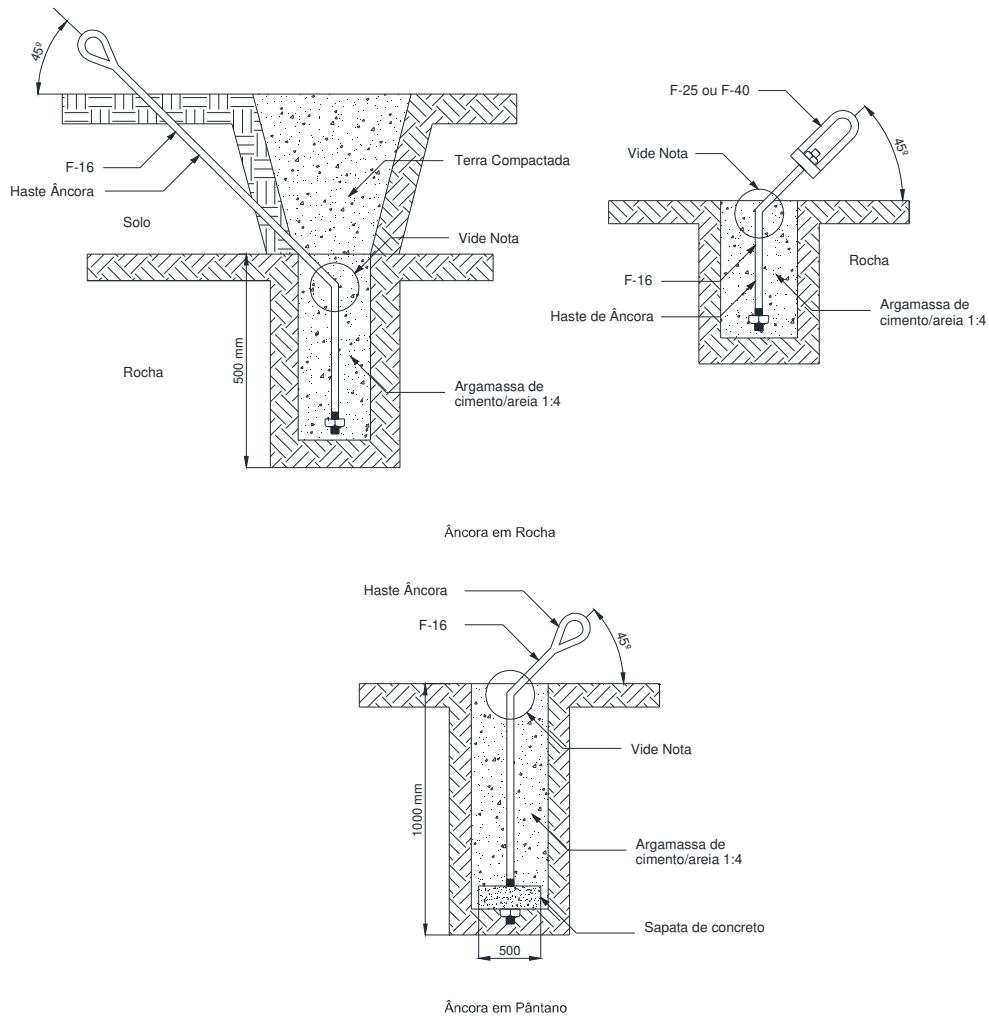 45º
F-16
Haste Âncora
Solo
Terra Compactada
Vide Nota
Rocha
500 mm
Argamassa de
cimento/areia 1:4
F-25 ou F-40
Vide Nota
45º
Rocha
F-16
Haste de Âncora
Argamassa de
cimento/areia 1:4
Âncora em Rocha
Haste Âncora
F-16
45º
Vide Nota
1000 mm
Argamassa de
cimento/areia 1:4
Sapata de concreto
500
Âncora em Pântano